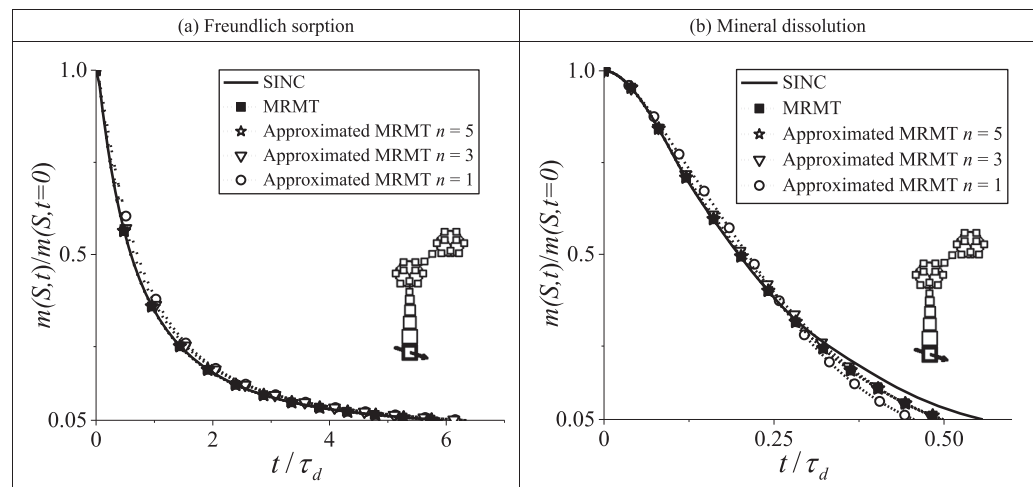 (a) Freundlich sorption
(b) Mineral dissolution
1.0
0.5
0.05
m(S,t)/m(S,t=0)
SINC
MRMT
Approximated MRMT n = 5
Approximated MRMT n = 3
Approximated MRMT n = 1
0 2 4 6
t / τd
1.0
0.5
0.05
m(S,t)/m(S,t=0)
SINC
MRMT
Approximated MRMT n = 5
Approximated MRMT n = 3
Approximated MRMT n = 1
0 0.25 0.50
t / τd